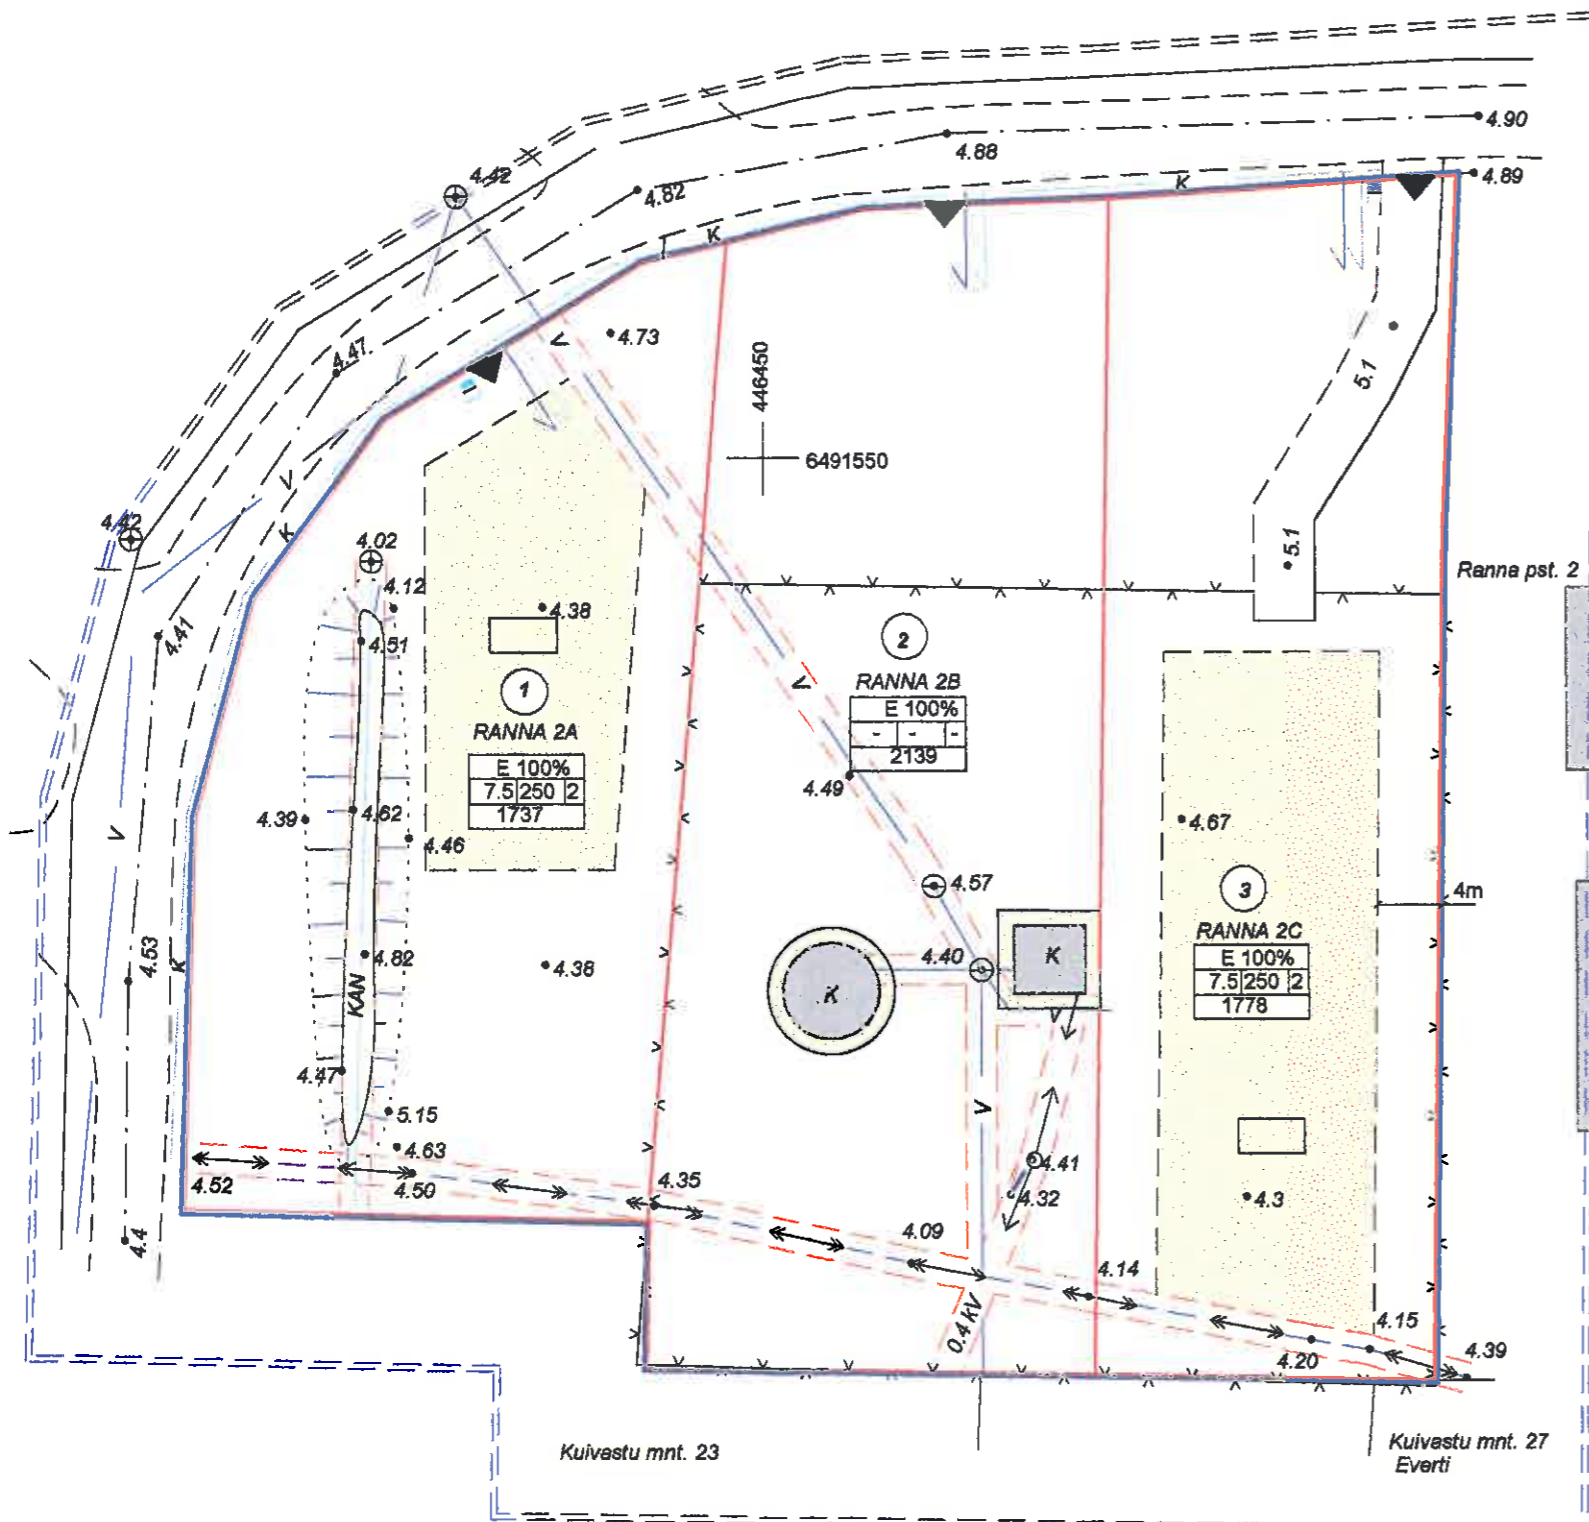 4.90
4.88
4.89
4.42
4.82
K
K
4.73
4.47
446450
6491550
5.1
V
V
K
4.42
4.02
4.12
5.1
Ranna pst. 2
4.38
4.41
4.51
1
RANNA 2A
E 100%
7.5 250 2
1737
2
RANNA 2B
E 100%
- - -
2139
V
4.49
4.39
4.62
4.46
V
4.67
4.57
3
RANNA 2C
E 100%
7.5 250 2
1778
4m
4.53
K
4.82
4.38
4.40
K
K
KAN
V
V
4.47
5.15
4.63
4.41
4.32
4.3
4.52
4.50
4.35
4.4
4.09
4.14
0.4 kV
4.15
4.20
4.39
Kuivastu mnt. 23
Kuivastu mnt. 27
Everti